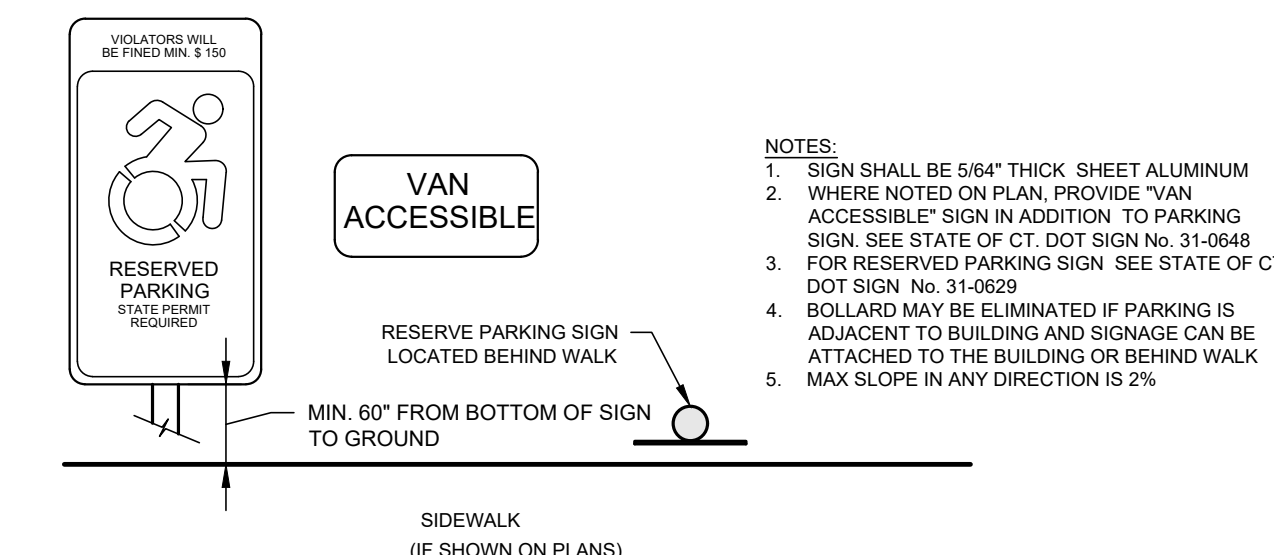 VIOLATORS WILL
BE FINED MIN. $ 150
RESERVED
PARKING
STATE PERMIT
REQUIRED
VAN
ACCESSIBLE
RESERVE PARKING SIGN
LOCATED BEHIND WALK
MIN. 60" FROM BOTTOM OF SIGN
TO GROUND
SIDEWALK
(IF SHOWN ON PLANS)
NOTES:
1. SIGN SHALL BE 5/64" THICK SHEET ALUMINUM
2. WHERE NOTED ON PLAN, PROVIDE "VAN
ACCESSIBLE" SIGN IN ADDITION TO PARKING
SIGN. SEE STATE OF CT. DOT SIGN No. 31-0648
3. FOR RESERVED PARKING SIGN SEE STATE OF CT
DOT SIGN No. 31-0629
4. BOLLARD MAY BE ELIMINATED IF PARKING IS
ADJACENT TO BUILDING AND SIGNAGE CAN BE
ATTACHED TO THE BUILDING OR BEHIND WALK
5. MAX SLOPE IN ANY DIRECTION IS 2%